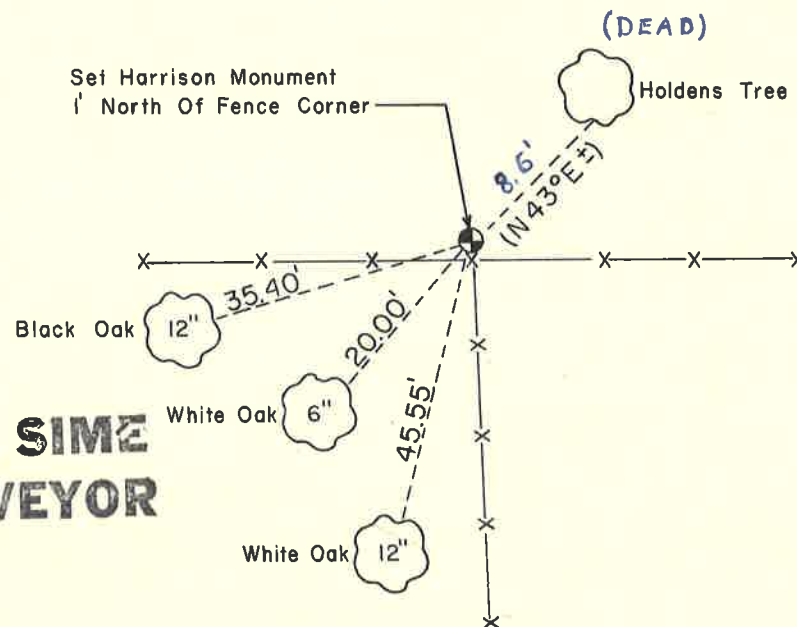 (DEAD)
Set Harrison Monument
1' North Of Fence Corner
Holdens Tree
8.6'
(N 43° E ±)
35.40'
Black Oak 12"
20.00'
White Oak 6"
45.55'
SIME
VEYOR
White Oak 12"